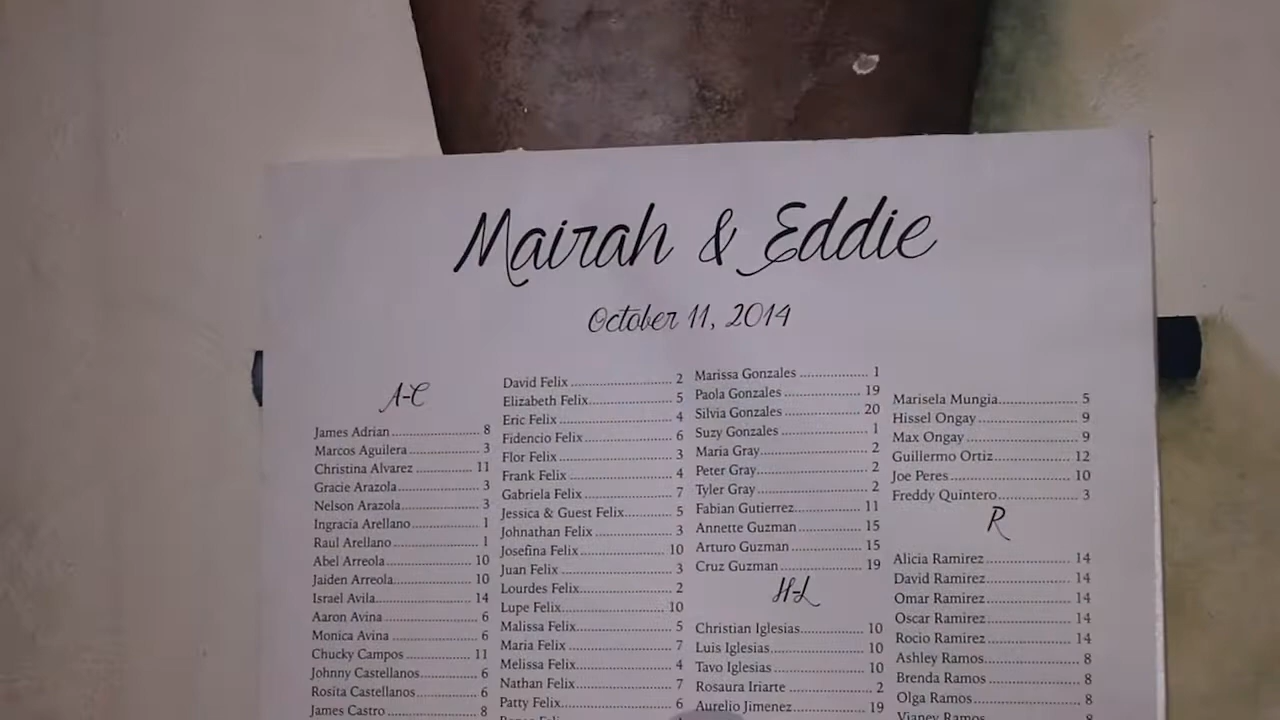 Mairah & Eddie
October 11, 2014
A-C
James Adrian 8
Marcos Aguilera 3
Christina Alvarez 11
Gracie Arazola 3
Nelson Arazola 3
Ingracia Arellano 1
Raul Arellano 1
Abel Arreola 10
Jaiden Arreola 10
Israel Avila 14
Aaron Avina 6
Monica Avina 6
Chucky Campos 11
Johnny Castellanos 6
Rosita Castellanos 6
James Castro 8
David Felix 2
Elizabeth Felix 5
Eric Felix 4
Fidencio Felix 6
Flor Felix 3
Frank Felix 4
Gabriela Felix 7
Jessica & Guest Felix 5
Johnathan Felix 3
Josefina Felix 10
Juan Felix 3
Lourdes Felix 2
Lupe Felix 10
Malissa Felix 5
Maria Felix 7
Melissa Felix 4
Nathan Felix 7
Patty Felix 6
Marissa Gonzales 1
Paola Gonzales 19
Silvia Gonzales 20
Suzy Gonzales 1
Maria Gray 2
Peter Gray 2
Tyler Gray 2
Fabian Gutierrez 11
Annette Guzman 15
Arturo Guzman 15
Cruz Guzman 19
H-L
Christian Iglesias 10
Luis Iglesias 10
Tavo Iglesias 10
Rosaura Iriarte 2
Aurelio Jimenez 19
Marisela Mungia 5
Hissel Ongay 9
Max Ongay 9
Guillermo Ortiz 12
Joe Peres 10
Freddy Quintero 3
R
Alicia Ramirez 14
David Ramirez 14
Omar Ramirez 14
Oscar Ramirez 14
Rocio Ramirez 14
Ashley Ramos 8
Brenda Ramos 8
Olga Ramos 8
Vianey Ramos 8